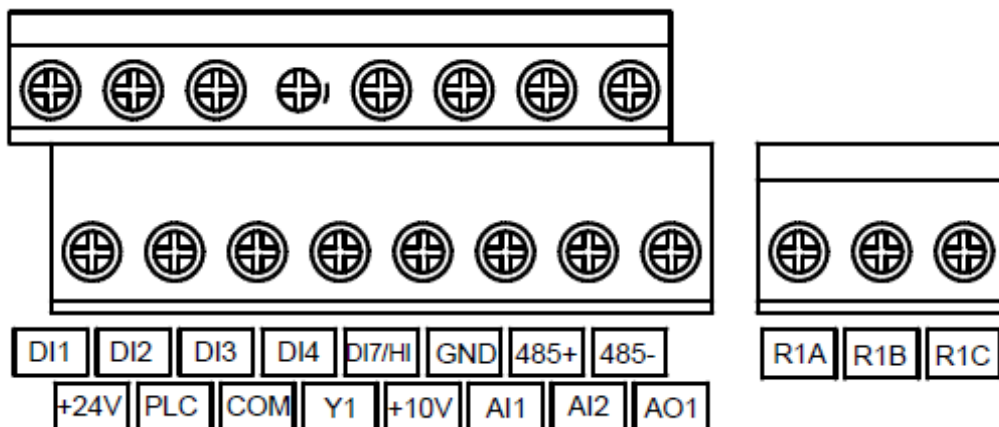 DI1 DI2 DI3 DI4 DI7/HI GND 485+ 485- R1A R1B R1C
+24V PLC COM Y1 +10V AI1 AI2 AO1